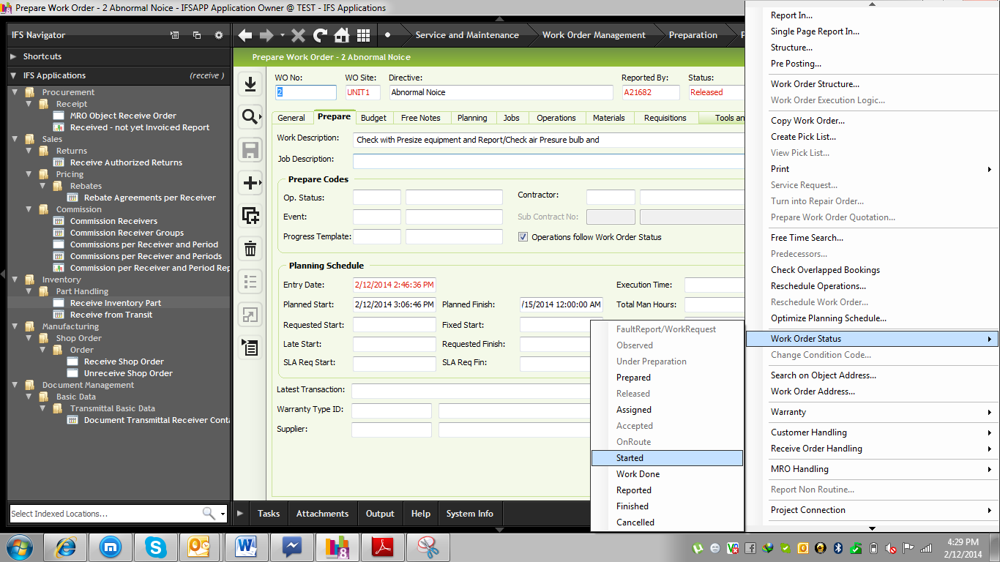 Prepare Work Order - 2 Abnormal Noice - IFSAPP Application Owner @ TEST - IFS Applications
IFS Navigator
Shortcuts
IFS Applications (receive )
Procurement
Receipt
MRO Object Receive Order
Received - not yet Invoiced Report
Sales
Returns
Receive Authorized Returns
Pricing
Rebates
Rebate Agreements per Receiver
Commission
Commission Receivers
Commission Receiver Groups
Commissions per Receiver and Period
Commissions per Receiver and Periods
Commission per Receiver and Period Rep
Inventory
Part Handling
Receive Inventory Part
Receive from Transit
Manufacturing
Shop Order
Order
Receive Shop Order
Unreceive Shop Order
Document Management
Basic Data
Transmittal Basic Data
Document Transmittal Receiver Conta
Select Indexed Locations...
Service and Maintenance Work Order Management Preparation P
Prepare Work Order - 2 Abnormal Noice
WO No: WO Site: Directive: Reported By: Status:
2 UNIT1 Abnormal Noice A21682 Released
General Prepare Budget Free Notes Planning Jobs Operations Materials Requisitions Tools an
Work Description: Check with Presize equipment and Report/Check air Presure bulb and
Job Description:
Prepare Codes
Op. Status: Contractor:
Event: Sub Contract No:
Progress Template: Operations follow Work Order Status
Planning Schedule
Entry Date: 2/12/2014 2:46:36 PM Execution Time:
Planned Start: 2/12/2014 3:06:46 PM Planned Finish: /15/2014 12:00:00 AM Total Man Hours:
Requested Start: Fixed Start:
Late Start: Requested Finish:
SLA Req Start: SLA Req Fin:
Latest Transaction:
Warranty Type ID:
Supplier:
Tasks Attachments Output Help System Info
FaultReport/WorkRequest
Observed
Under Preparation
Prepared
Released
Assigned
Accepted
OnRoute
Started
Work Done
Reported
Finished
Cancelled
Report In...
Single Page Report In...
Structure...
Pre Posting...
Work Order Structure...
Work Order Execution Logic...
Copy Work Order...
Create Pick List...
View Pick List...
Print
Service Request...
Turn into Repair Order...
Prepare Work Order Quotation...
Free Time Search...
Predecessors...
Check Overlapped Bookings
Reschedule Operations...
Reschedule Work Order...
Optimize Planning Schedule...
Work Order Status
Change Condition Code...
Search on Object Address...
Work Order Address...
Warranty
Customer Handling
Receive Order Handling
MRO Handling
Report Non Routine...
Project Connection
4:29 PM
2/12/2014